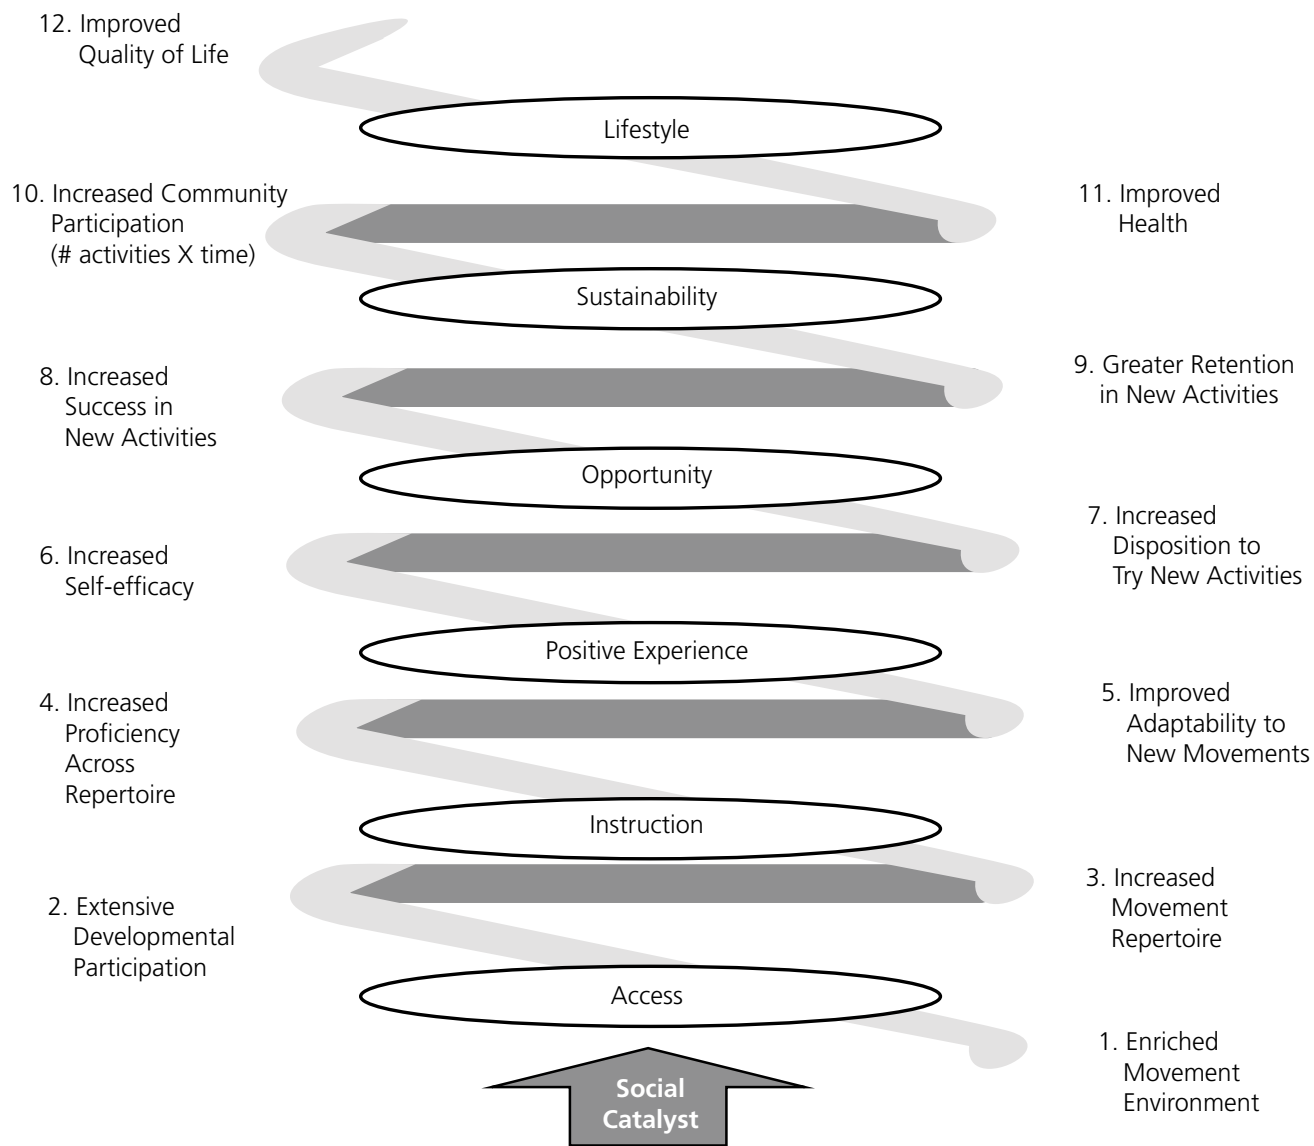 12. Improved
Quality of Life
Lifestyle
10. Increased Community
Participation
(# activities X time)
11. Improved
Health
Sustainability
8. Increased
Success in
New Activities
9. Greater Retention
in New Activities
Opportunity
6. Increased
Self-efficacy
7. Increased
Disposition to
Try New Activities
Positive Experience
4. Increased
Proficiency
Across
Repertoire
5. Improved
Adaptability to
New Movements
Instruction
2. Extensive
Developmental
Participation
3. Increased
Movement
Repertoire
Access
1. Enriched
Movement
Environment
Social
Catalyst